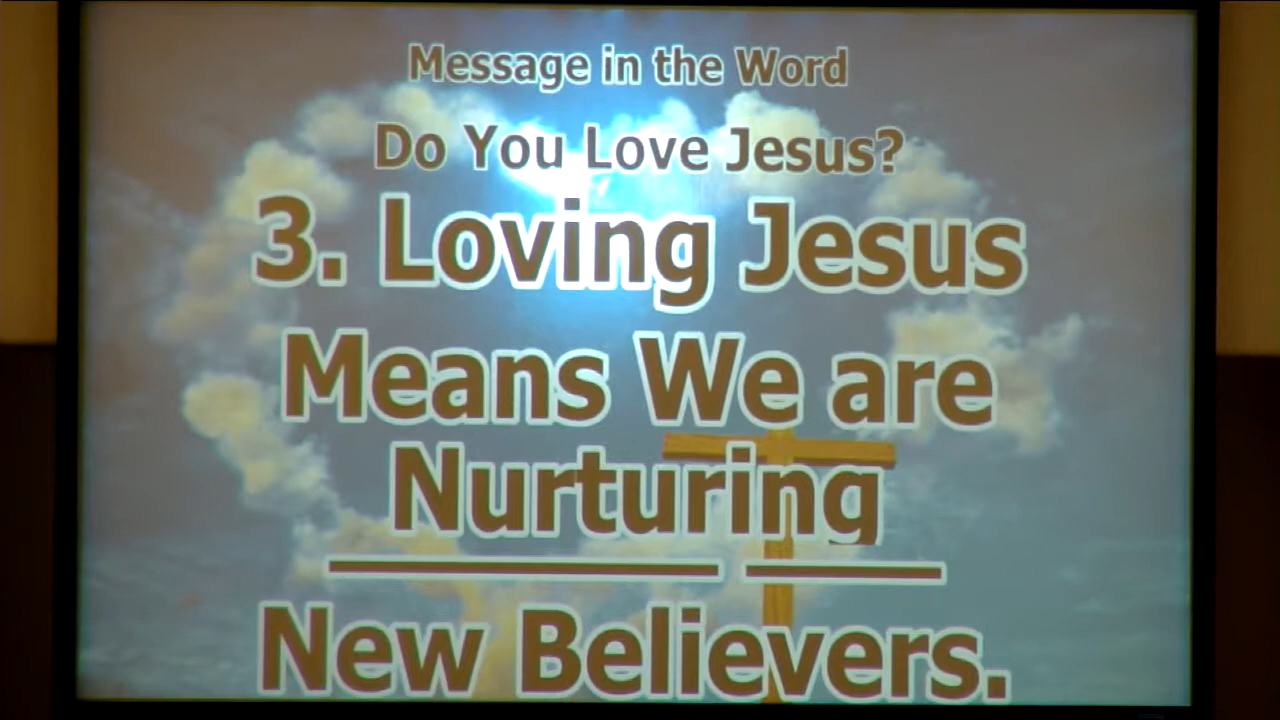 Message in the Word
Do You Love Jesus?
3. Loving Jesus
Means We are
Nurturing
New Believers.